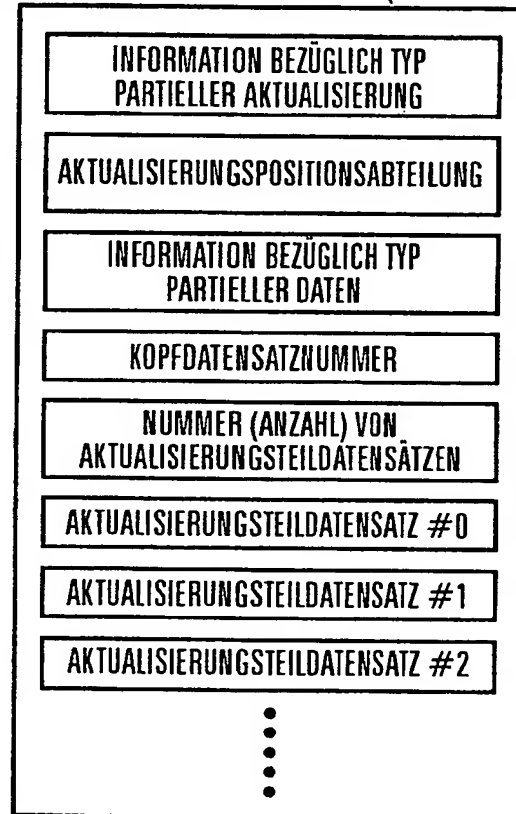 INFORMATION BEZÜGLICH TYP
PARTIELLER AKTUALISIERUNG
AKTUALISIERUNGSPOSITIONSABTEILUNG
INFORMATION BEZÜGLICH TYP
PARTIELLER DATEN
KOPFDATENSATZNUMMER
NUMMER (ANZAHL) VON
AKTUALISIERUNGSTEILDATENSÄTZEN
AKTUALISIERUNGSTEILDATENSATZ #0
AKTUALISIERUNGSTEILDATENSATZ #1
AKTUALISIERUNGSTEILDATENSATZ #2